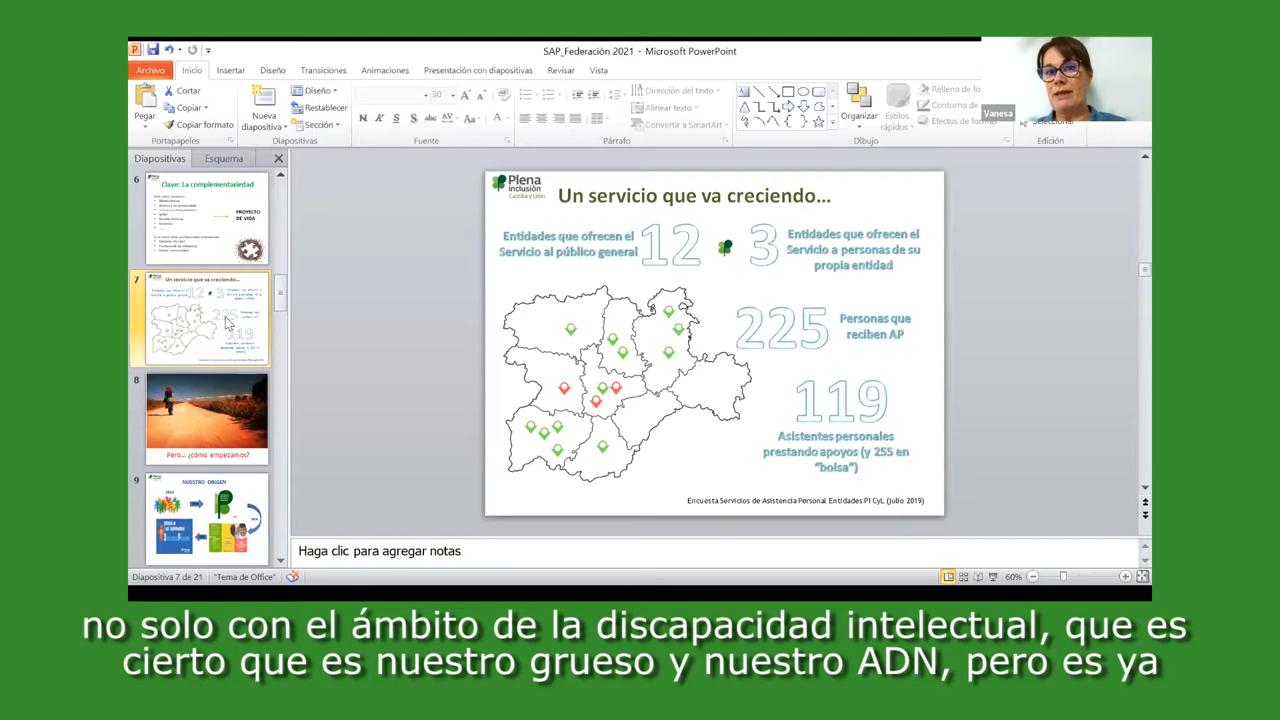 SAP_Federación 2021 - Microsoft PowerPoint
Archivo
Inicio
Insertar
Diseño
Transiciones
Animaciones
Presentación con diapositivas
Revisar
Vista
Pegar
Cortar
Copiar
Copiar formato
Portapapeles
Nueva
diapositiva
Diseño
Restablecer
Sección
Diapositivas
30
Fuente
Dirección del texto
Alinear texto
Convertir a SmartArt
Párrafo
Organizar
Estilos
rápidos
Relleno de fo
Contorno de
Efectos de formas
Dibujo
Seleccionar
Edición
Vanesa
Diapositivas
Esquema
6
Clave: La complementariedad
PROYECTO
DE VIDA
7
Un servicio que va creciendo...
8
Pero... ¿cómo empezamos?
9
NUESTRO ORIGEN
Plena
inclusión
Castilla y León
Un servicio que va creciendo...
Entidades que ofrecen el
Servicio al público general
12
3
Entidades que ofrecen el
Servicio a personas de su
propia entidad
225
Personas que
reciben AP
119
Asistentes personales
prestando apoyos (y 255 en
"bolsa")
Encuesta Servicios de Asistencia Personal Entidades PI CyL (julio 2019)
Haga clic para agregar notas
Diapositiva 7 de 21
"Tema de Office"
60%
no solo con el ámbito de la discapacidad intelectual, que es
cierto que es nuestro grueso y nuestro ADN, pero es ya